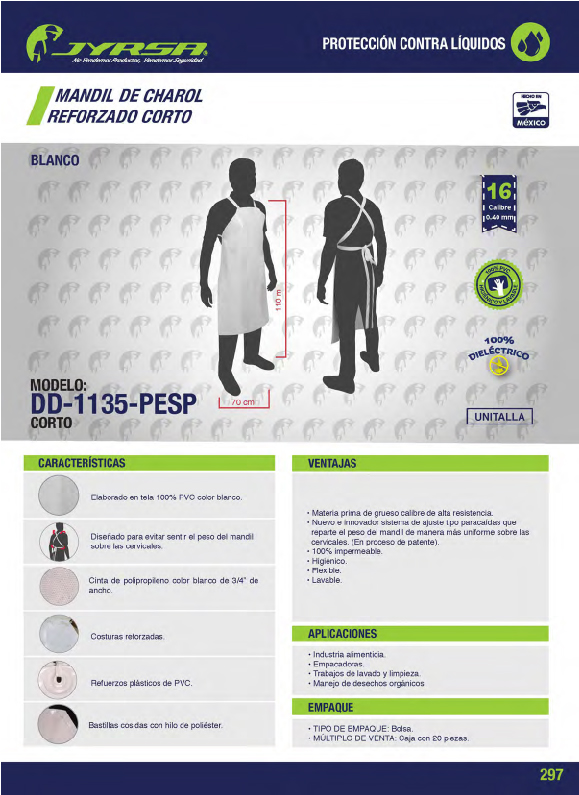 JYRSA®
No Vendemos Productos, Vendemos Seguridad
PROTECCIÓN CONTRA LÍQUIDOS
MANDIL DE CHAROL
REFORZADO CORTO
HECHO EN
MÉXICO
BLANCO
16
Calibre
0.40 mm
100% PVC
HIGIÉNICO Y LAVABLE
100%
DIELÉCTRICO
110 m
70 cm
MODELO:
DD-1135-PESP
CORTO
UNITALLA
CARACTERÍSTICAS
Elaborado en tela 100% PVC color blanco.
Diseñado para evitar sentir el peso del mandil
sobre las cervicales.
Cinta de polipropileno color blanco de 3/4" de
ancho.
Costuras reforzadas.
Refuerzos plásticos de PVC.
Bastillas cosidas con hilo de poliéster.
VENTAJAS
• Materia prima de grueso calibre de alta resistencia.
• Nuevo e innovador sistema de ajuste tipo paracaídas que
reparte el peso de mandil de manera más uniforme sobre las
cervicales. (En proceso de patente).
• 100% impermeable.
• Higienico.
• Flexible.
• Lavable.
APLICACIONES
• Industria alimenticia.
• Empacadoras.
• Trabajos de lavado y limpieza.
• Manejo de desechos orgánicos
EMPAQUE
• TIPO DE EMPAQUE: Bolsa.
• MÚLTIPLO DE VENTA: Caja con 20 piezas.
297